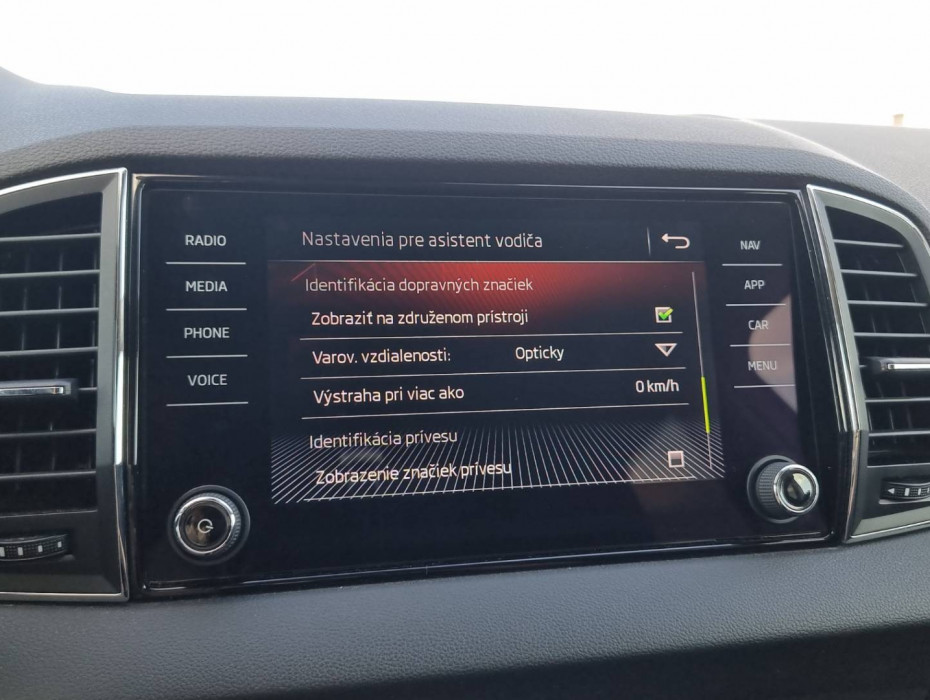 RADIO
MEDIA
PHONE
VOICE
Nastavenia pre asistent vodiča
Identifikácia dopravných značiek
Zobraziť na združenom prístroji
Varov. vzdialenosti: Opticky
Výstraha pri viac ako 0 km/h
Identifikácia prívesu
Zobrazenie značiek prívesu
NAV
APP
CAR
MENU